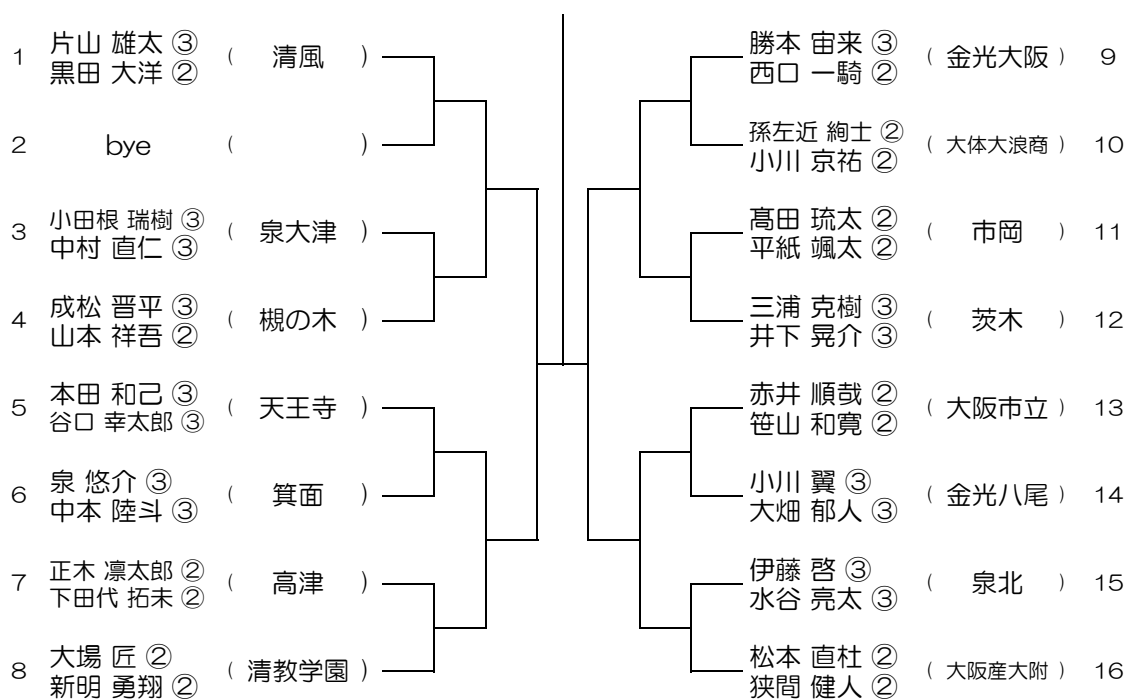 1 片山 雄太 ③ ( 清風 )
黒田 大洋 ②
2 bye ( )
3 小田根 瑞樹 ③ ( 泉大津 )
中村 直仁 ③
4 成松 晋平 ③ ( 槻の木 )
山本 祥吾 ②
5 本田 和己 ③ ( 天王寺 )
谷口 幸太郎 ③
6 泉 悠介 ③ ( 箕面 )
中本 陸斗 ③
7 正木 凛太郎 ② ( 高津 )
下田代 拓未 ②
8 大場 匠 ② ( 清教学園 )
新明 勇翔 ②
勝本 宙来 ③ ( 金光大阪 ) 9
西口 一騎 ②
孫左近 絢士 ② ( 大体大浪商 ) 10
小川 京祐 ②
髙田 琉太 ② ( 市岡 ) 11
平紙 颯太 ②
三浦 克樹 ③ ( 茨木 ) 12
井下 晃介 ③
赤井 順哉 ② ( 大阪市立 ) 13
笹山 和寛 ②
小川 翼 ③ ( 金光八尾 ) 14
大畑 郁人 ③
伊藤 啓 ③ ( 泉北 ) 15
水谷 亮太 ③
松本 直杜 ② ( 大阪産大附 ) 16
狭間 健人 ②